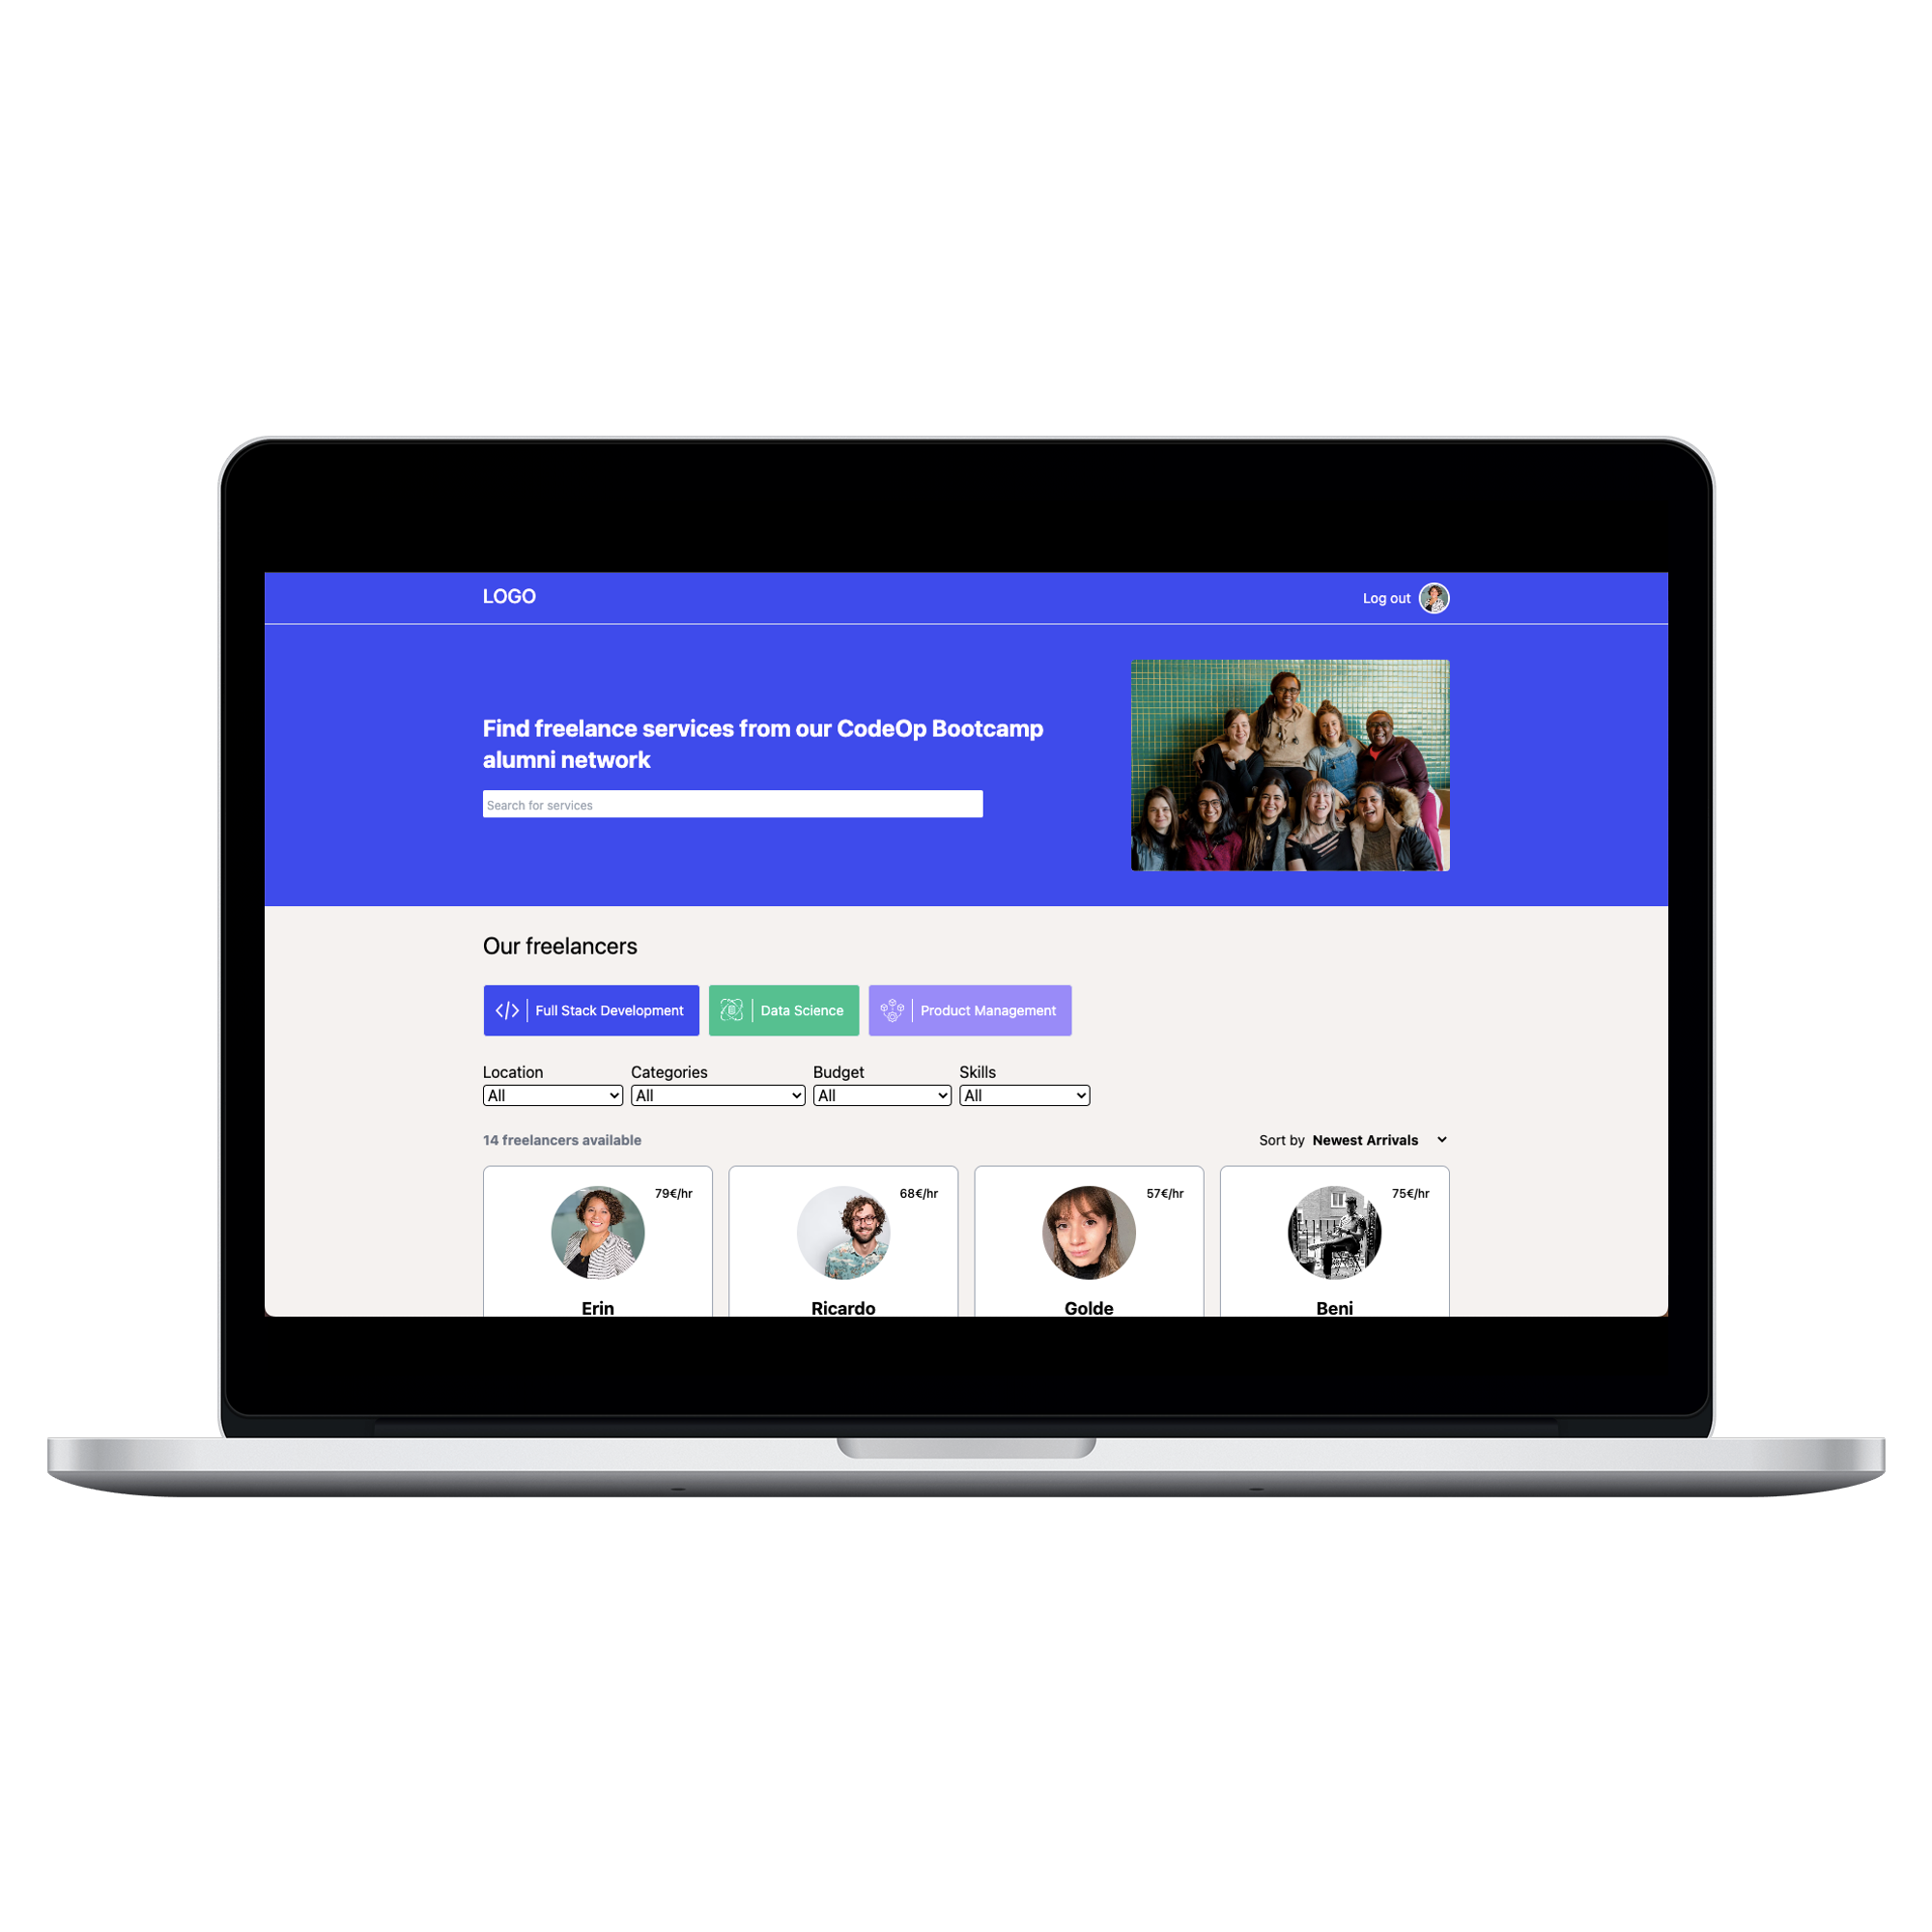 LOGO
Log out
Find freelance services from our CodeOp Bootcamp
alumni network
Search for services
Our freelancers
Full Stack Development
Data Science
Product Management
Location Categories Budget Skills
All All All All
14 freelancers available
Sort by Newest Arrivals
79€/hr 68€/hr 57€/hr 75€/hr
Erin Ricardo Golde Beni